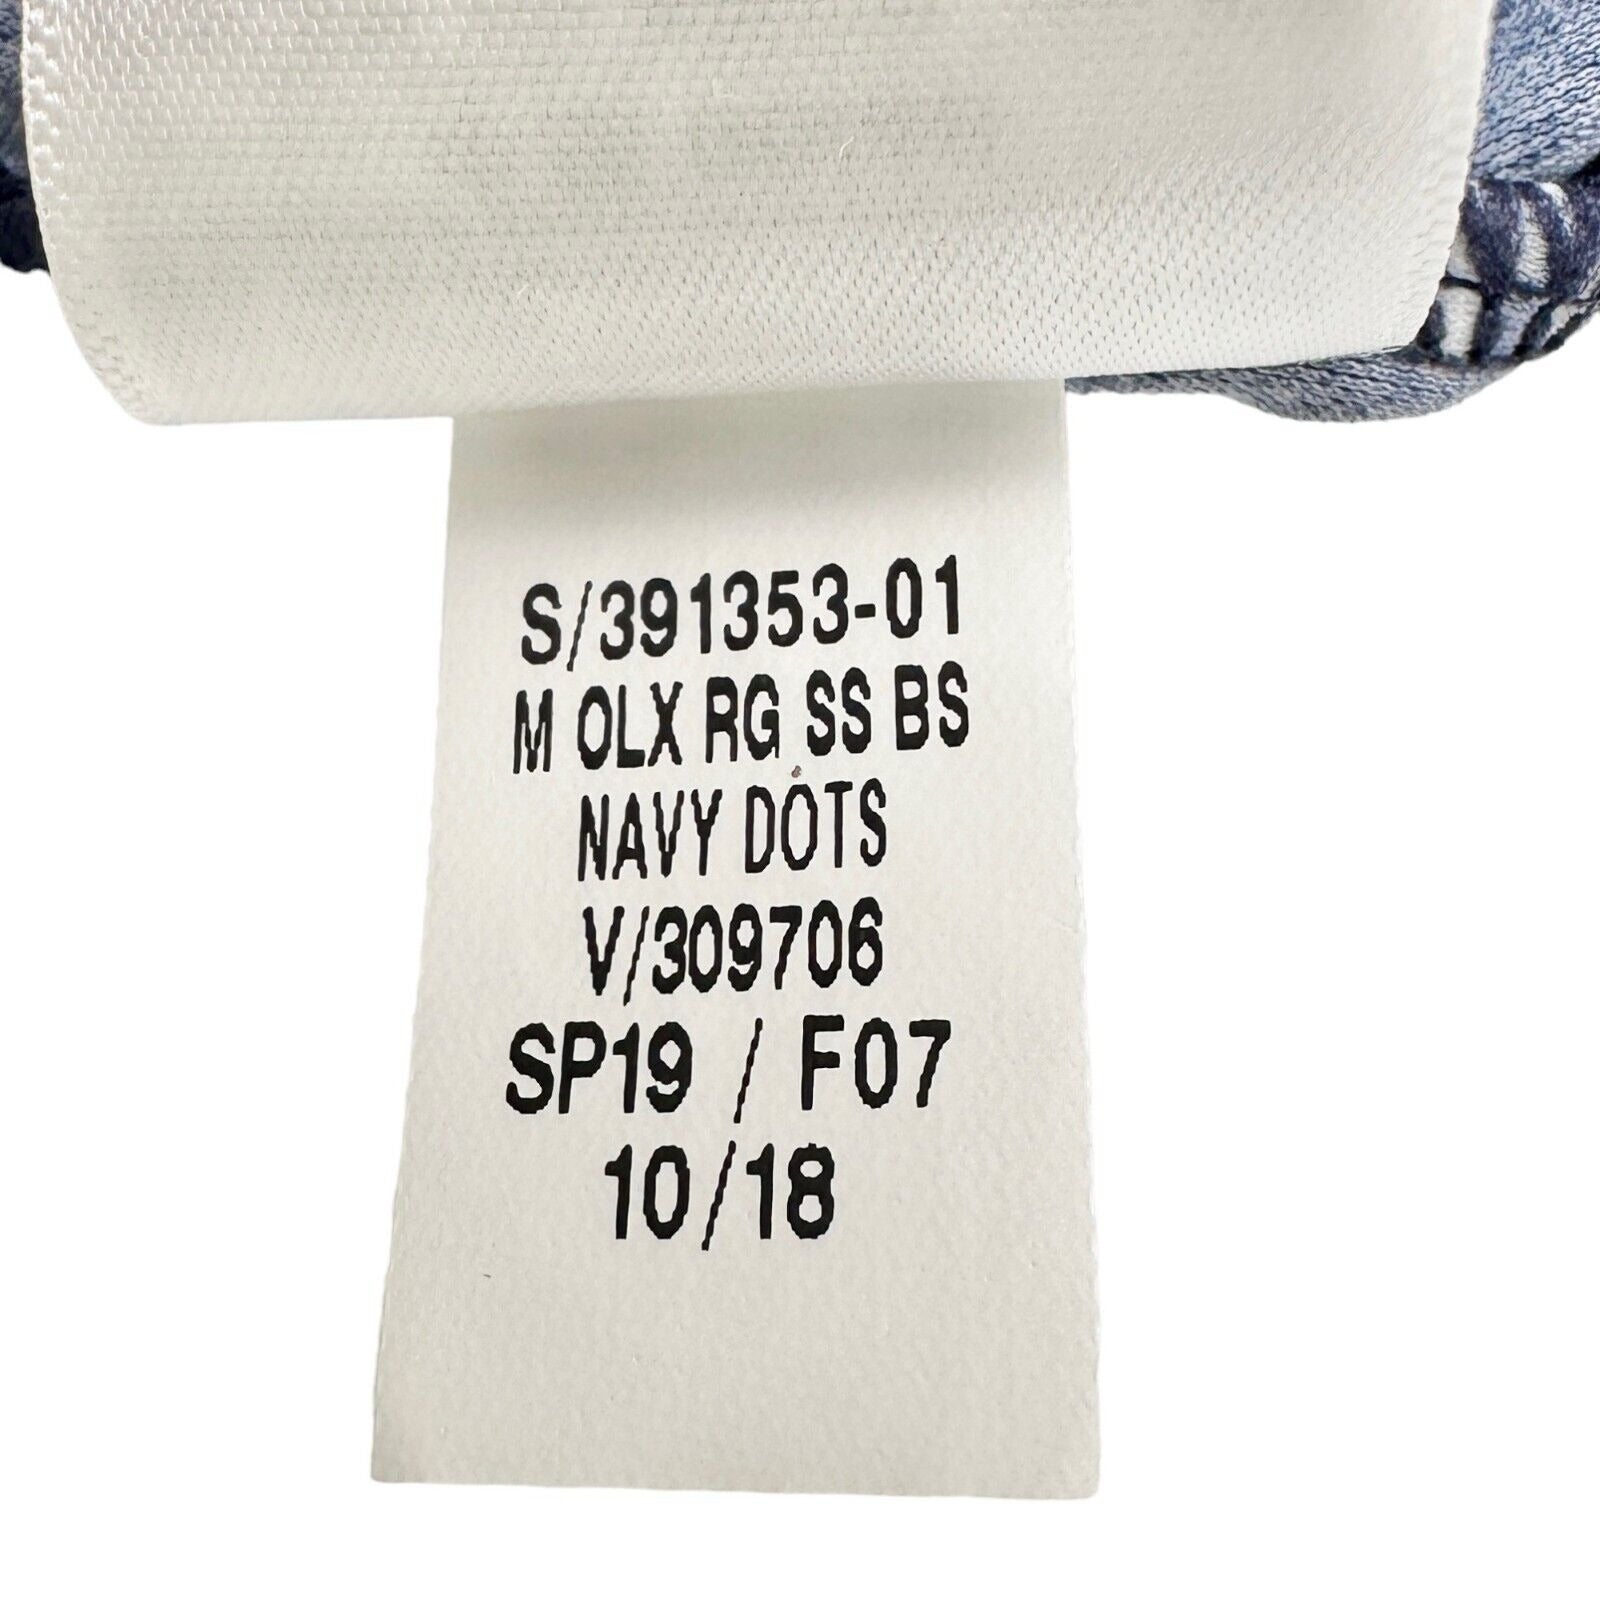 S/391353-01
M OLX RG SS BS
NAVY DOTS
V/309706
SP19 / F07
10/18